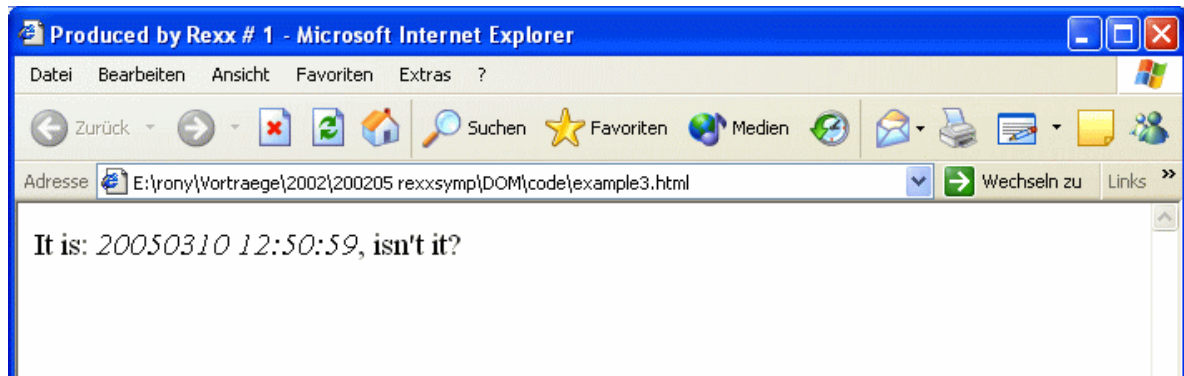 Produced by Rexx # 1 - Microsoft Internet Explorer
Datei Bearbeiten Ansicht Favoriten Extras ?
Zurück Suchen Favoriten Medien
Adresse E:\rony\Vortraege\2002\200205 rexxsymp\DOM\code\example3.html Wechseln zu Links »
It is: 20050310 12:50:59, isn't it?